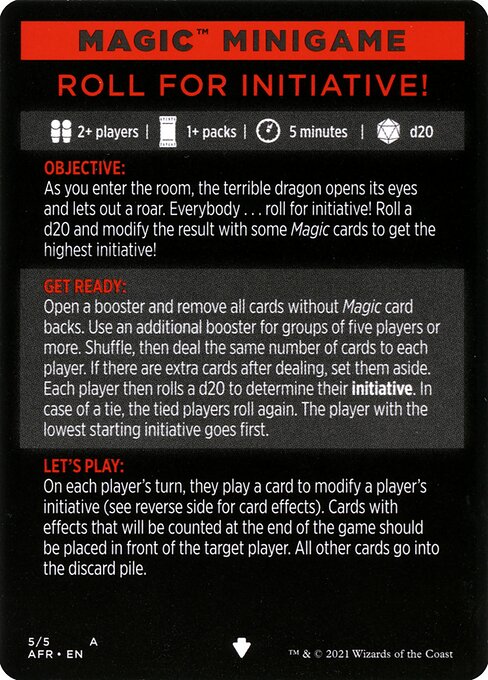 MAGIC™ MINIGAME
ROLL FOR INITIATIVE!
2+ players | 1+ packs | 5 minutes | d20
OBJECTIVE:
As you enter the room, the terrible dragon opens its eyes
and lets out a roar. Everybody . . . roll for initiative! Roll a
d20 and modify the result with some Magic cards to get the
highest initiative!
GET READY:
Open a booster and remove all cards without Magic card
backs. Use an additional booster for groups of five players or
more. Shuffle, then deal the same number of cards to each
player. If there are extra cards after dealing, set them aside.
Each player then rolls a d20 to determine their initiative. In
case of a tie, the tied players roll again. The player with the
lowest starting initiative goes first.
LET'S PLAY:
On each player's turn, they play a card to modify a player's
initiative (see reverse side for card effects). Cards with
effects that will be counted at the end of the game should
be placed in front of the target player. All other cards go into
the discard pile.
5/5 A
AFR • EN
™ & © 2021 Wizards of the Coast